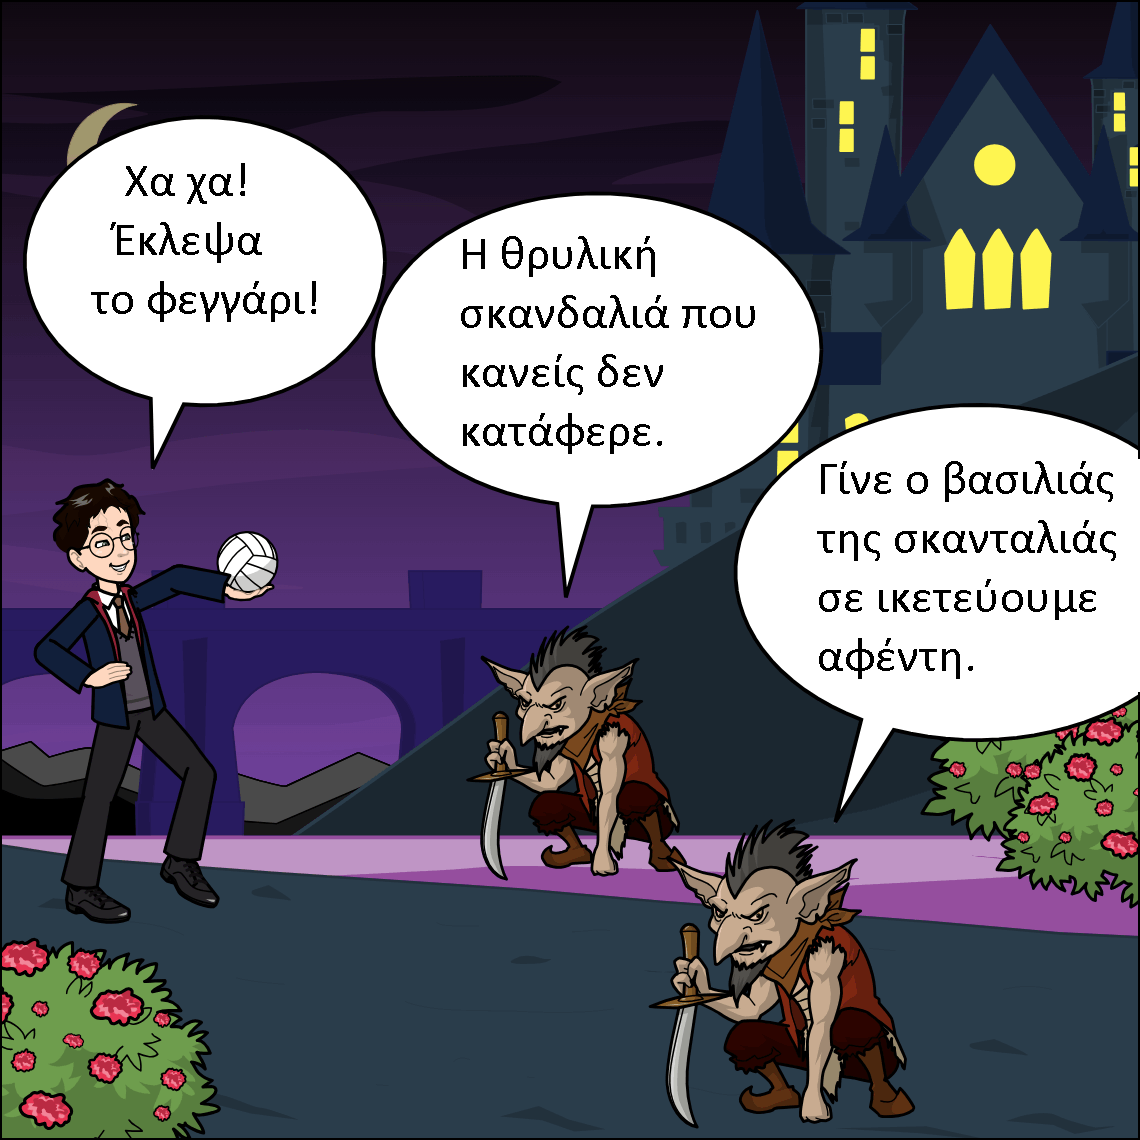 Χα χα!
Έκλεψα
το φεγγάρι!
Η θρυλική
σκανδαλιά που
κανείς δεν
κατάφερε.
Γίνε ο βασιλιάς
της σκανταλιάς
σε ικετεύουμε
αφέντη.